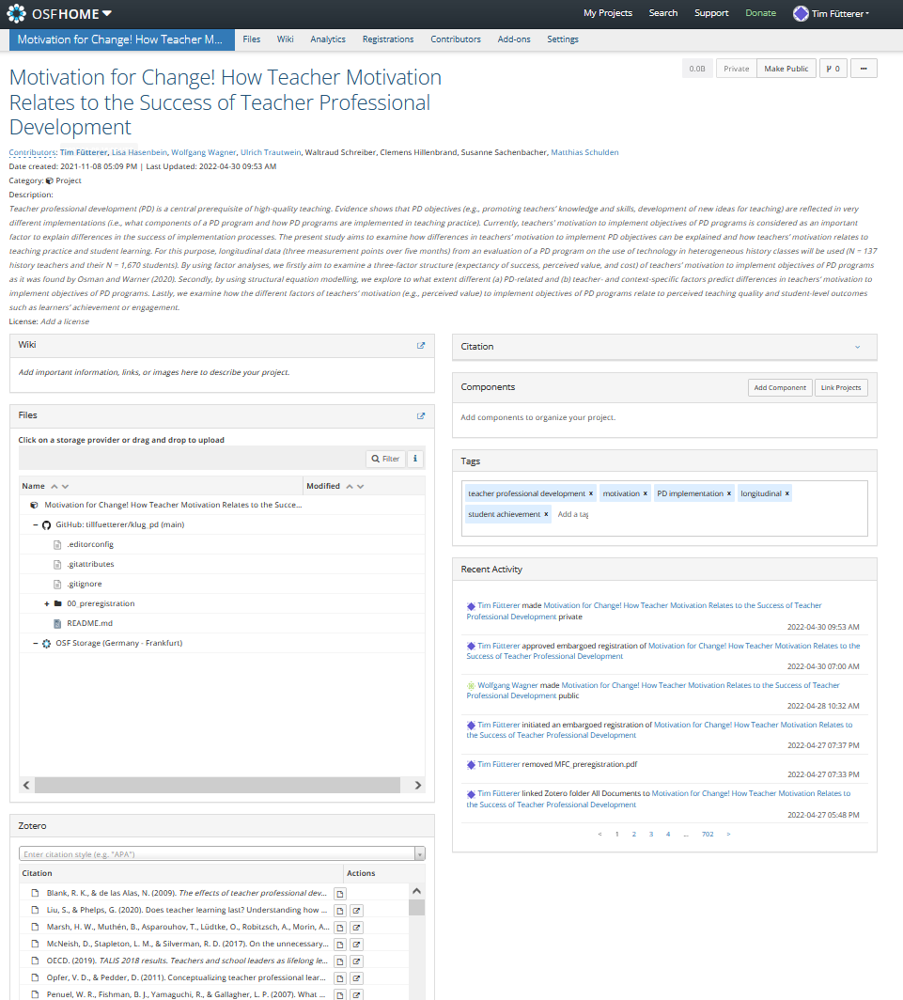 OSFHOME My Projects Search Support Donate Tim Fütterer
Motivation for Change! How Teacher M... Files Wiki Analytics Registrations Contributors Add-ons Settings
0.0B Private Make Public 0 ...
Motivation for Change! How Teacher Motivation
Relates to the Success of Teacher Professional
Development
Contributors: Tim Fütterer, Lisa Hasenbein, Wolfgang Wagner, Ulrich Trautwein, Waltraud Schreiber, Clemens Hillenbrand, Susanne Sachenbacher, Matthias Schulden
Date created: 2021-11-08 05:09 PM | Last Updated: 2022-04-30 09:53 AM
Category: Project
Description:
Teacher professional development (PD) is a central prerequisite of high-quality teaching. Evidence shows that PD objectives (e.g., promoting teachers' knowledge and skills, development of new ideas for teaching) are reflected in very
different implementations (i.e., what components of a PD program and how PD programs are implemented in teaching practice). Currently, teachers' motivation to implement objectives of PD programs is considered as an important
factor to explain differences in the success of implementation processes. The present study aims to examine how differences in teachers' motivation to implement PD objectives can be explained and how teachers' motivation relates to
teaching practice and student learning. For this purpose, longitudinal data (three measurement points over five months) from an evaluation of a PD program on the use of technology in heterogeneous history classes will be used (N = 137
history teachers and their N = 1,670 students). By using factor analyses, we firstly aim to examine a three-factor structure (expectancy of success, perceived value, and cost) of teachers' motivation to implement objectives of PD programs
as it was found by Osman and Warner (2020). Secondly, by using structural equation modelling, we explore to what extent different (a) PD-related and (b) teacher- and context-specific factors predict differences in teachers' motivation to
implement objectives of PD programs. Lastly, we examine how the different factors of teachers' motivation (e.g., perceived value) to implement objectives of PD programs relate to perceived teaching quality and student-level outcomes
such as learners' achievement or engagement.
License: Add a license
Wiki
Add important information, links, or images here to describe your project.
Files
Click on a storage provider or drag and drop to upload
Filter i
Name Modified
Motivation for Change! How Teacher Motivation Relates to the Succe...
− GitHub: tillfuetterer/klug_pd (main)
.editorconfig
.gitattributes
.gitignore
+ 00_preregistration
README.md
− OSF Storage (Germany - Frankfurt)
Zotero
Enter citation style (e.g. "APA")
Citation Actions
Blank, R. K., & de las Alas, N. (2009). The effects of teacher professional dev...
Liu, S., & Phelps, G. (2020). Does teacher learning last? Understanding how ...
Marsh, H. W., Muthén, B., Asparouhov, T., Lüdtke, O., Robitzsch, A., Morin, A...
McNeish, D., Stapleton, L. M., & Silverman, R. D. (2017). On the unnecessary...
OECD. (2019). TALIS 2018 results. Teachers and school leaders as lifelong le...
Opfer, V. D., & Pedder, D. (2011). Conceptualizing teacher professional lear...
Penuel, W. R., Fishman, B. J., Yamaguchi, R., & Gallagher, L. P. (2007). What ...
Citation
Components Add Component Link Projects
Add components to organize your project.
Tags
teacher professional development x motivation x PD implementation x longitudinal x
student achievement x Add a tag
Recent Activity
Tim Fütterer made Motivation for Change! How Teacher Motivation Relates to the Success of Teacher
Professional Development private
2022-04-30 09:53 AM
Tim Fütterer approved embargoed registration of Motivation for Change! How Teacher Motivation Relates to the
Success of Teacher Professional Development
2022-04-30 07:00 AM
Wolfgang Wagner made Motivation for Change! How Teacher Motivation Relates to the Success of Teacher
Professional Development public
2022-04-28 10:32 AM
Tim Fütterer initiated an embargoed registration of Motivation for Change! How Teacher Motivation Relates to
the Success of Teacher Professional Development
2022-04-27 07:37 PM
Tim Fütterer removed MFC_preregistration.pdf
2022-04-27 07:33 PM
Tim Fütterer linked Zotero folder All Documents to Motivation for Change! How Teacher Motivation Relates to
the Success of Teacher Professional Development
2022-04-27 05:48 PM
< 1 2 3 4 ... 702 >